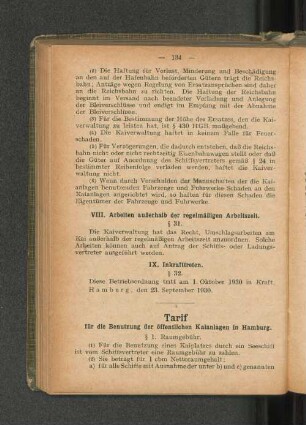 — 134 —
(e) Die Haftung für Verlust, Minderung und Beschädigung
an den auf der Hafenbahn beförderten Gütern trägt die Reichs-
bahn. Anträge wegen Regelung von Ersatzansprüchen sind daher
an die Reichsbahn zu richten. Die Haftung der Reichsbahn
beginnt im Versand nach beendeter Verladung und Anlegung
der Bleiverschlüsse und endigt im Empfang mit der Abnahme
der Bleiverschlüsse.
(f) Für die Bestimmung der Höhe des Ersatzes, den die Kai-
verwaltung zu leisten hat, ist § 430 HGB maßgebend.
(g) Die Kaiverwaltung haftet in keinem Falle für Feuer-
schaden.
(h) Für Verzögerungen, die dadurch entstehen, daß die Reichs-
bahn nicht oder nicht rechtzeitig Eisenbahnwagen stellt oder daß
die Güter auf Anordnung des Schiffsvertreters gemäß § 24 in
bestimmter Reihenfolge verladen werden, haftet die Kaiver-
waltung nicht.
(i) Wenn durch Verschulden der Mannschaften der die Kai-
anlagen benutzenden Fahrzeuge und Fuhrwerke Schaden an den
Kaianlagen angerichtet wird, so haften für diesen Schaden die
Eigentümer der Fahrzeuge und Fuhrwerke.
VIII. Arbeiten außerhalb der regelmäßigen Arbeitszeit.
§ 31.
Die Kaiverwaltung hat das Recht, Umschlagsarbeiten am
Kai außerhalb der regelmäßigen Arbeitszeit anzuordnen. Solche
Arbeiten können auch auf Antrag der Schiffs- oder Ladungs-
vertreter ausgeführt werden.
IX. Inkrafttreten.
§ 32.
Diese Betriebsordnung tritt am 1. Oktober 1930 in Kraft.
Hamburg, den 23. September 1930.
Tarif
für die Benutzung der öffentlichen Kaianlagen in Hamburg.
§ 1. Raumgebühr.
(1) Für die Benutzung eines Kaiplatzes durch ein Seeschiff
ist vom Schiffsvertreter eine Raumgebühr zu zahlen.
(2) Sie beträgt für 1 cbm Nettoraumgehalt:
a) für alle Schiffe mit Ausnahme der unter b) und c) genannten